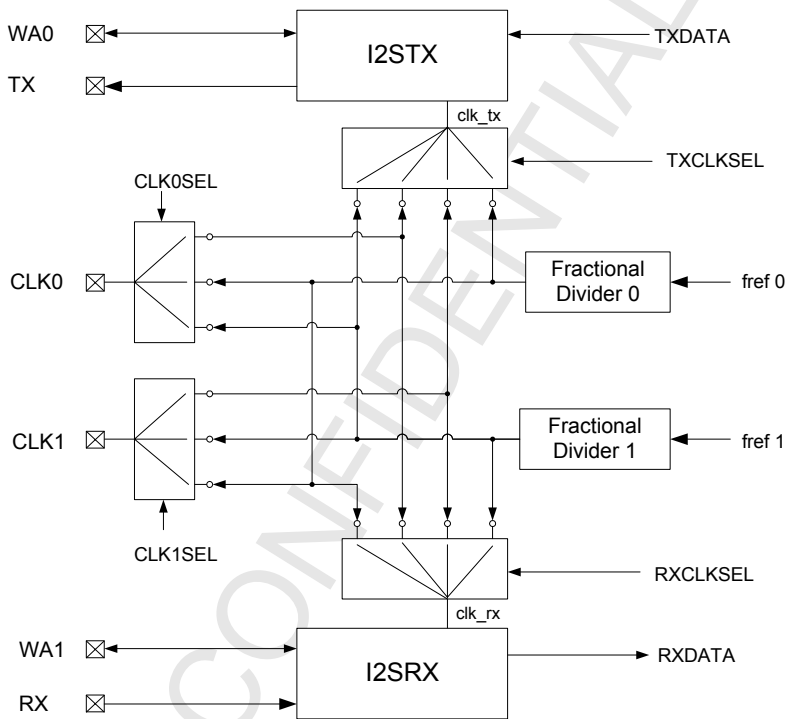 WA0
I2STX
TXDATA
TX
clk_tx
TXCLKSEL
CLK0SEL
CLK0
Fractional
Divider 0
fref 0
CLK1
Fractional
Divider 1
fref 1
CLK1SEL
RXCLKSEL
clk_rx
WA1
I2SRX
RXDATA
RX
CONFIDENTIAL